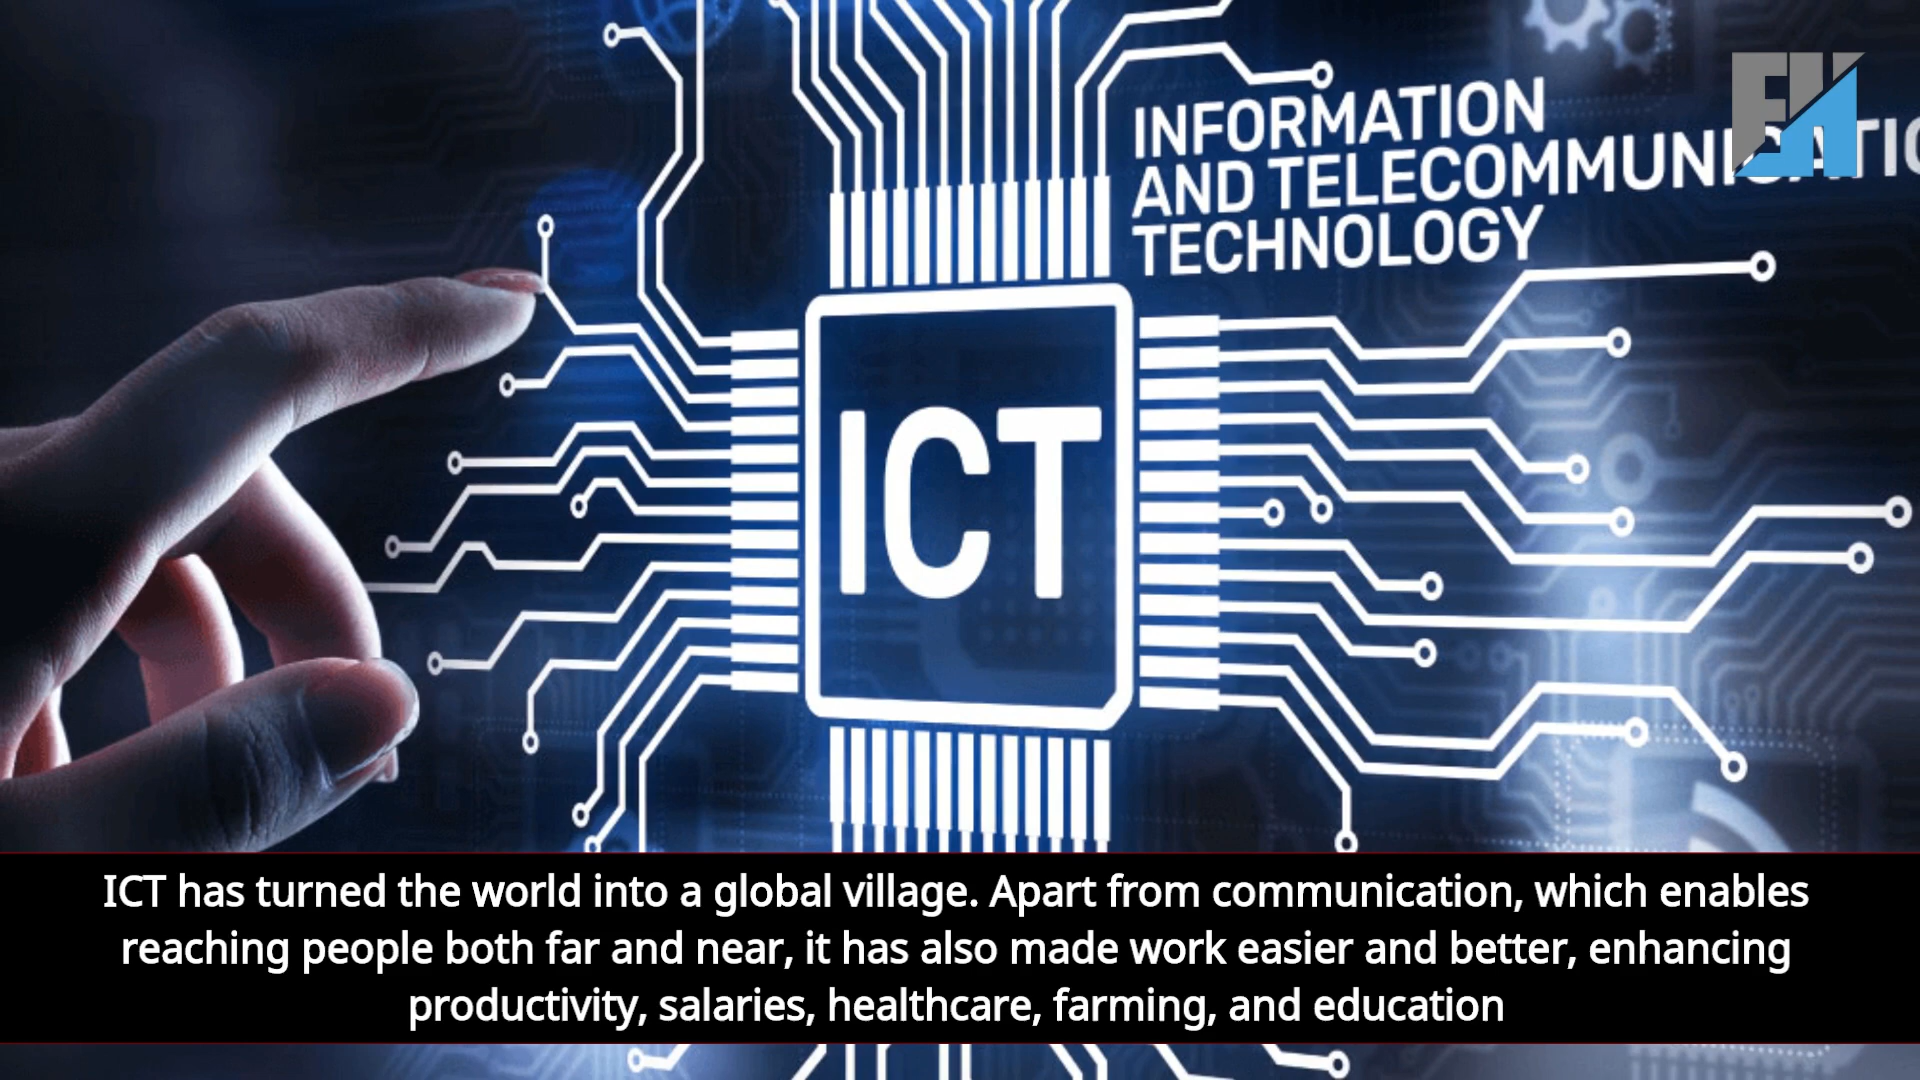 INFORMATION
AND TELECOMMUNICATIO
TECHNOLOGY
ICT
ICT has turned the world into a global village. Apart from communication, which enables
reaching people both far and near, it has also made work easier and better, enhancing
productivity, salaries, healthcare, farming, and education